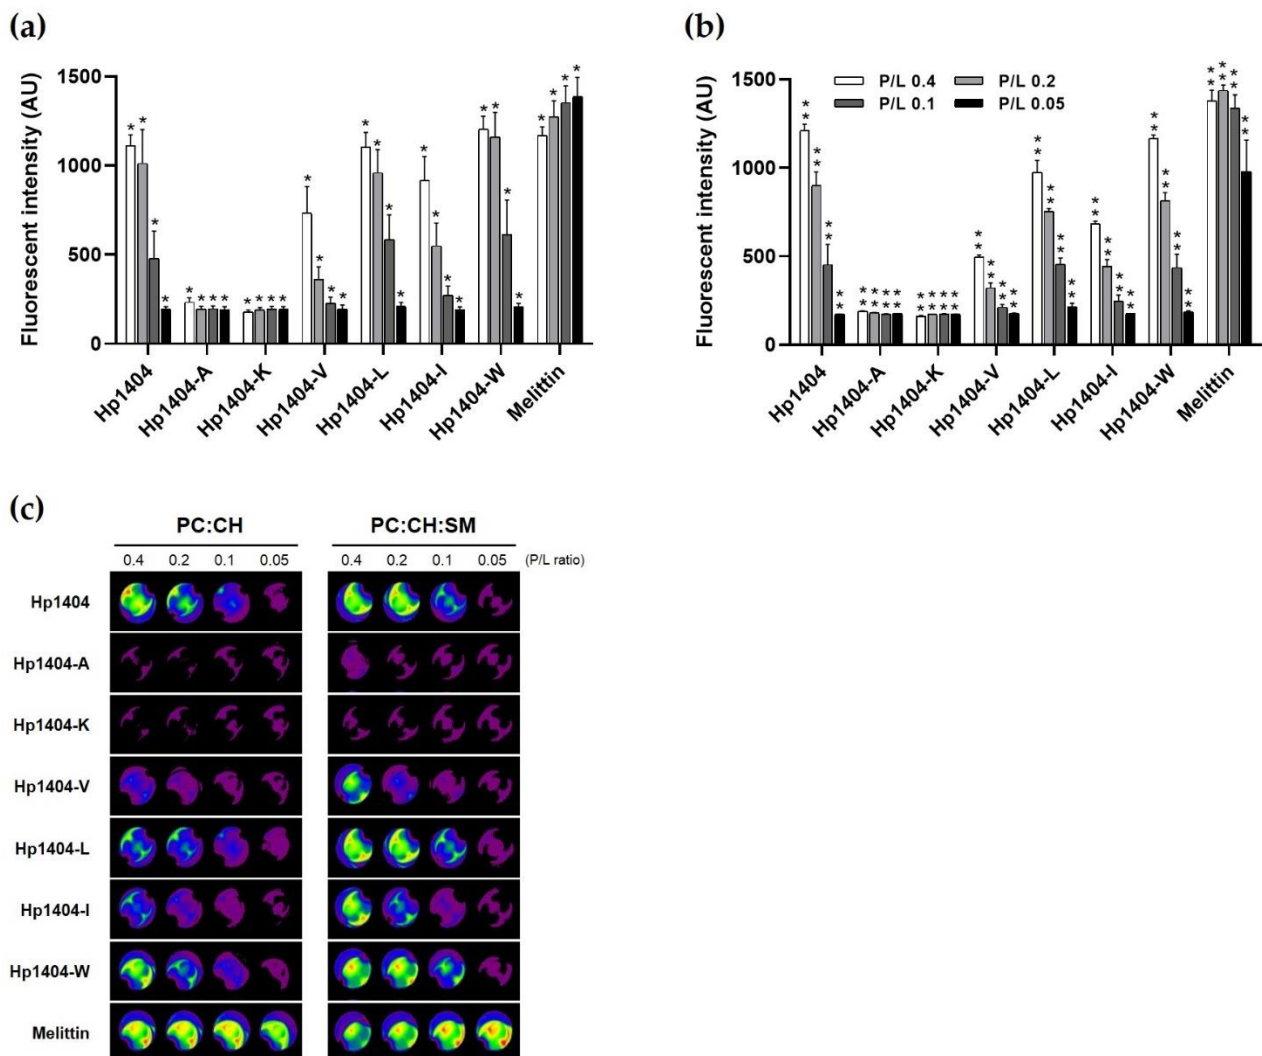 (a)
Fluorescent intensity (AU)
1500
1000
500
0
Hp1404
Hp1404-A
Hp1404-K
Hp1404-V
Hp1404-L
Hp1404-I
Hp1404-W
Melittin
(b)
Fluorescent intensity (AU)
1500
1000
500
0
P/L 0.4
P/L 0.2
P/L 0.1
P/L 0.05
Hp1404
Hp1404-A
Hp1404-K
Hp1404-V
Hp1404-L
Hp1404-I
Hp1404-W
Melittin
(c)
PC:CH
PC:CH:SM
0.4 0.2 0.1 0.05
0.4 0.2 0.1 0.05 (P/L ratio)
Hp1404
Hp1404-A
Hp1404-K
Hp1404-V
Hp1404-L
Hp1404-I
Hp1404-W
Melittin